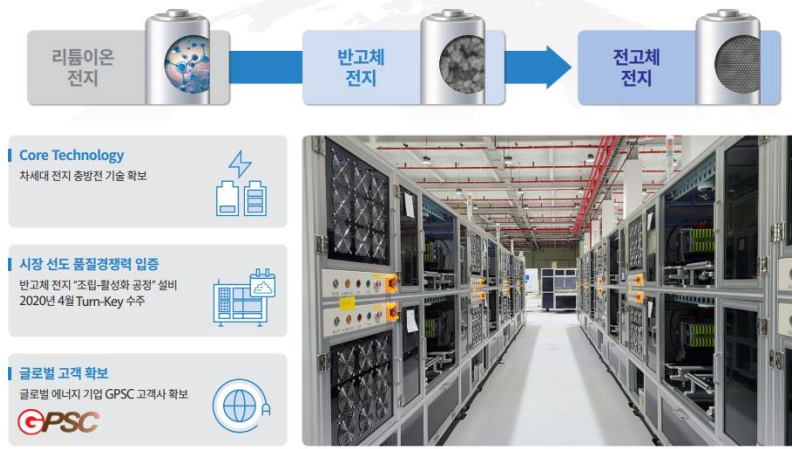 리튬이온
전지
반고체
전지
전고체
전지
Core Technology
차세대 전지 충방전 기술 확보
시장 선도 품질경쟁력 입증
반고체 전지 “조립-활성화 공정” 설비
2020년 4월 Turn-Key 수주
글로벌 고객 확보
글로벌 에너지 기업 GPSC 고객사 확보
GPSC